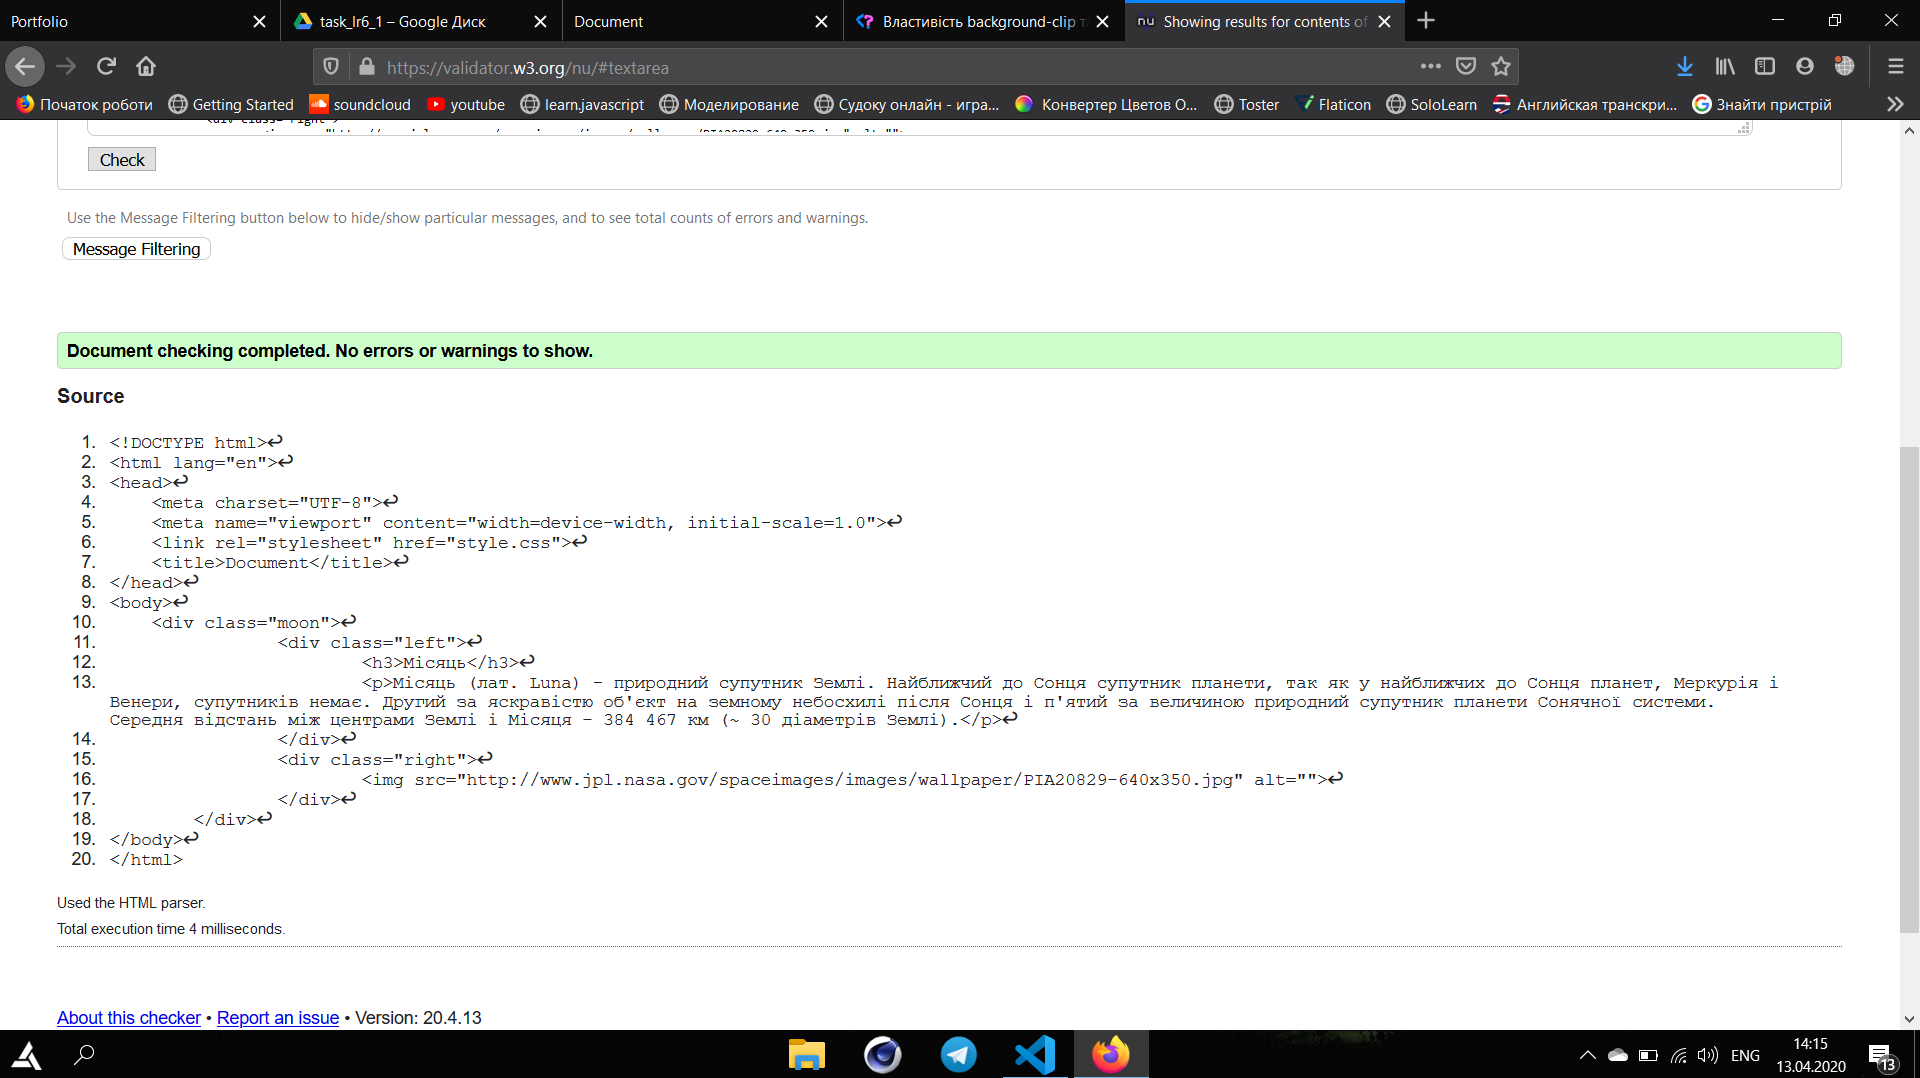 Portfolio
task_lr6_1 – Google Диск
Document
Властивість background-clip т
Showing results for contents of
https://validator.w3.org/nu/#textarea
Початок роботи
Getting Started
soundcloud
youtube
learn.javascript
Моделирование
Судоку онлайн - игра...
Конвертер Цветов О...
Toster
Flaticon
SoloLearn
Английская транскри...
Знайти пристрій
Check
Use the Message Filtering button below to hide/show particular messages, and to see total counts of errors and warnings.
Message Filtering
Document checking completed. No errors or warnings to show.
Source
1. <!DOCTYPE html>↩
2. <html lang="en">↩
3. <head>↩
4. <meta charset="UTF-8">↩
5. <meta name="viewport" content="width=device-width, initial-scale=1.0">↩
6. <link rel="stylesheet" href="style.css">↩
7. <title>Document</title>↩
8. </head>↩
9. <body>↩
10. <div class="moon">↩
11. <div class="left">↩
12. <h3>Місяць</h3>↩
13. <p>Місяць (лат. Luna) – природний супутник Землі. Найближчий до Сонця супутник планети, так як у найближчих до Сонця планет, Меркурія і
Венери, супутників немає. Другий за яскравістю об'єкт на земному небосхилі після Сонця і п'ятий за величиною природний супутник планети Сонячної системи.
Середня відстань між центрами Землі і Місяця – 384 467 км (~ 30 діаметрів Землі).</p>↩
14. </div>↩
15. <div class="right">↩
16. <img src="http://www.jpl.nasa.gov/spaceimages/images/wallpaper/PIA20829-640x350.jpg" alt="">↩
17. </div>↩
18. </div>↩
19. </body>↩
20. </html>
Used the HTML parser.
Total execution time 4 milliseconds.
About this checker • Report an issue • Version: 20.4.13
ENG
14:15
13.04.2020
13